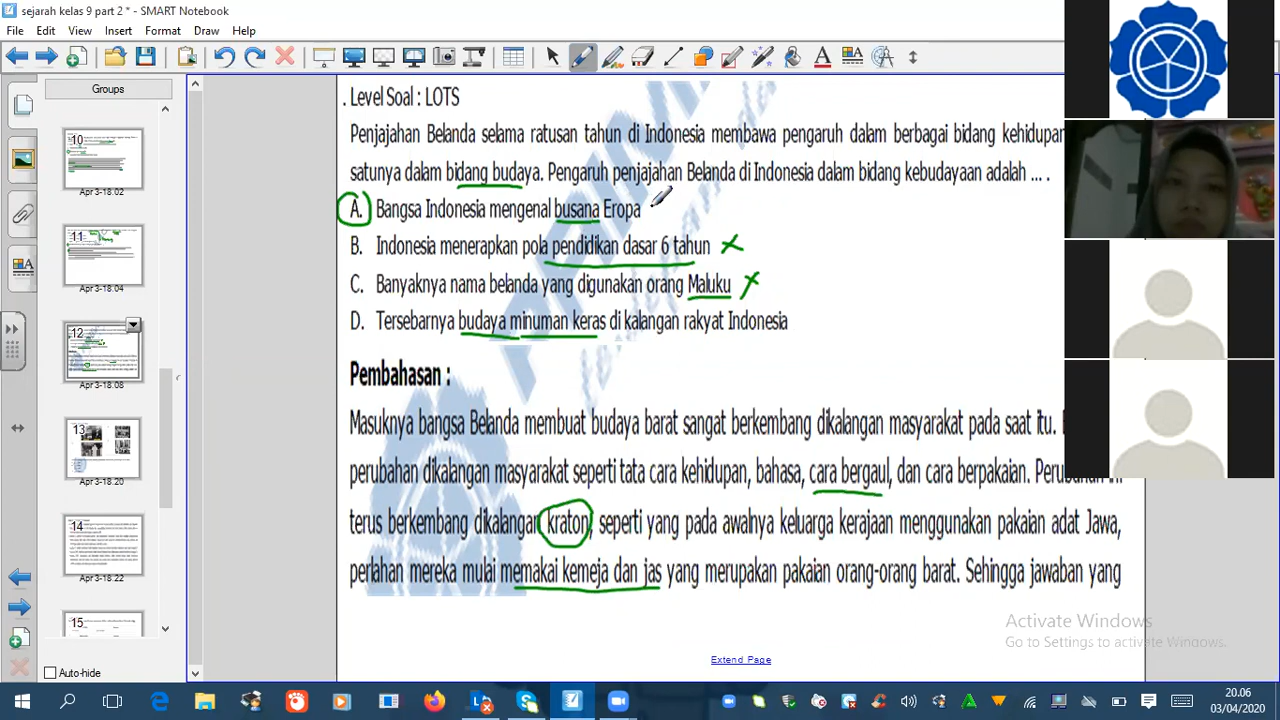 sejarah kelas 9 part 2 * - SMART Notebook
File Edit View Insert Format Draw Help
Groups
10
Apr 3-18.02
11
Apr 3-18.04
12
Apr 3-18.08
13
Apr 3-18.20
14
Apr 3-18.22
15
Auto-hide
. Level Soal : LOTS
Penjajahan Belanda selama ratusan tahun di Indonesia membawa pengaruh dalam berbagai bidang kehidupan
satunya dalam bidang budaya. Pengaruh penjajahan Belanda di Indonesia dalam bidang kebudayaan adalah ... .
A. Bangsa Indonesia mengenal busana Eropa
B. Indonesia menerapkan pola pendidikan dasar 6 tahun
C. Banyaknya nama belanda yang digunakan orang Maluku
D. Tersebarnya budaya minuman keras di kalangan rakyat Indonesia
Pembahasan :
Masuknya bangsa Belanda membuat budaya barat sangat berkembang dikalangan masyarakat pada saat itu.
perubahan dikalangan masyarakat seperti tata cara kehidupan, bahasa, cara bergaul, dan cara berpakaian. Perubahan ini
terus berkembang dikalangan kraton, seperti yang pada awalnya keluarga kerajaan menggunakan pakaian adat Jawa,
perlahan mereka mulai memakai kemeja dan jas yang merupakan pakaian orang-orang barat. Sehingga jawaban yang
Activate Windows
Go to Settings to activate Windows.
Extend Page
20.06
03/04/2020